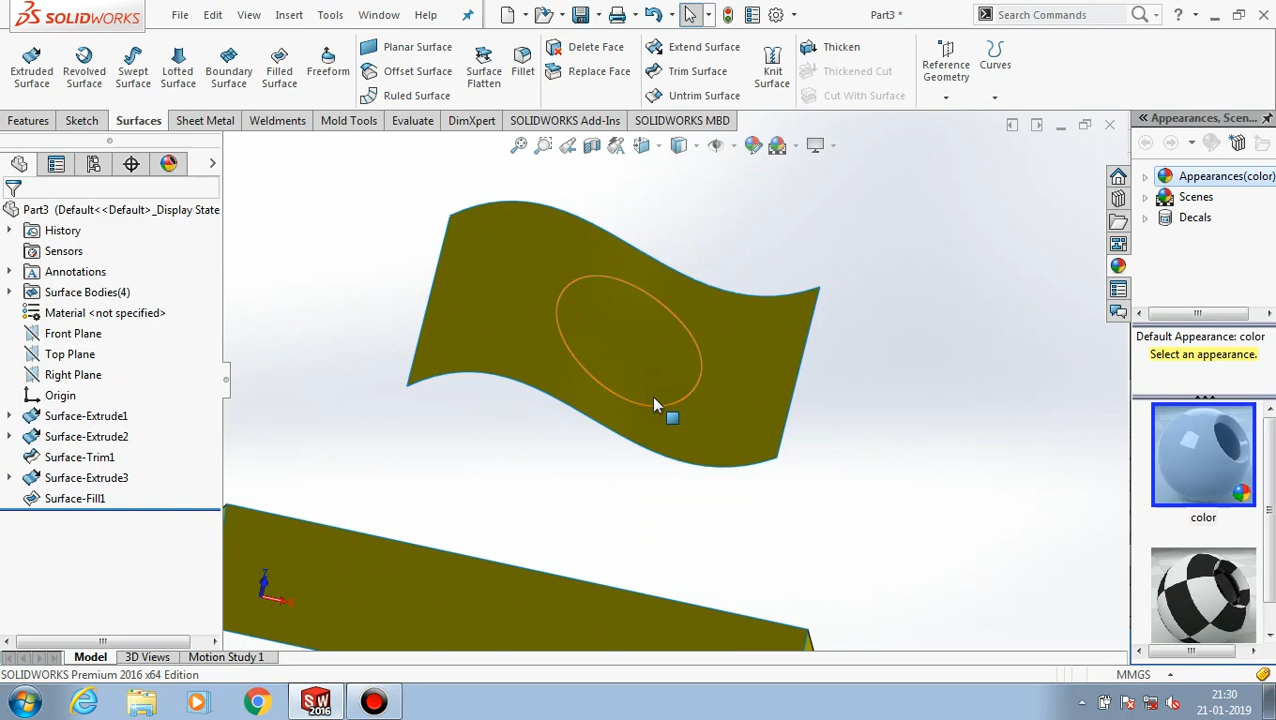 SOLIDWORKS File Edit View Insert Tools Window Help Part3 * Search Commands ?
Extruded Surface Revolved Surface Swept Surface Lofted Surface Boundary Surface Filled Surface Freeform Planar Surface Offset Surface Ruled Surface Surface Flatten Fillet Delete Face Replace Face Extend Surface Trim Surface Untrim Surface Knit Surface Thicken Thickened Cut Cut With Surface Reference Geometry Curves
Features Sketch Surfaces Sheet Metal Weldments Mold Tools Evaluate DimXpert SOLIDWORKS Add-Ins SOLIDWORKS MBD
Appearances, Scen...
Part3 (Default<<Default>_Display State
History
Sensors
Annotations
Surface Bodies(4)
Material <not specified>
Front Plane
Top Plane
Right Plane
Origin
Surface-Extrude1
Surface-Extrude2
Surface-Trim1
Surface-Extrude3
Surface-Fill1
Appearances(color)
Scenes
Decals
Default Appearance: color
Select an appearance.
color
Z
Model 3D Views Motion Study 1
SOLIDWORKS Premium 2016 x64 Edition MMGS
SW 2016
21:30
21-01-2019